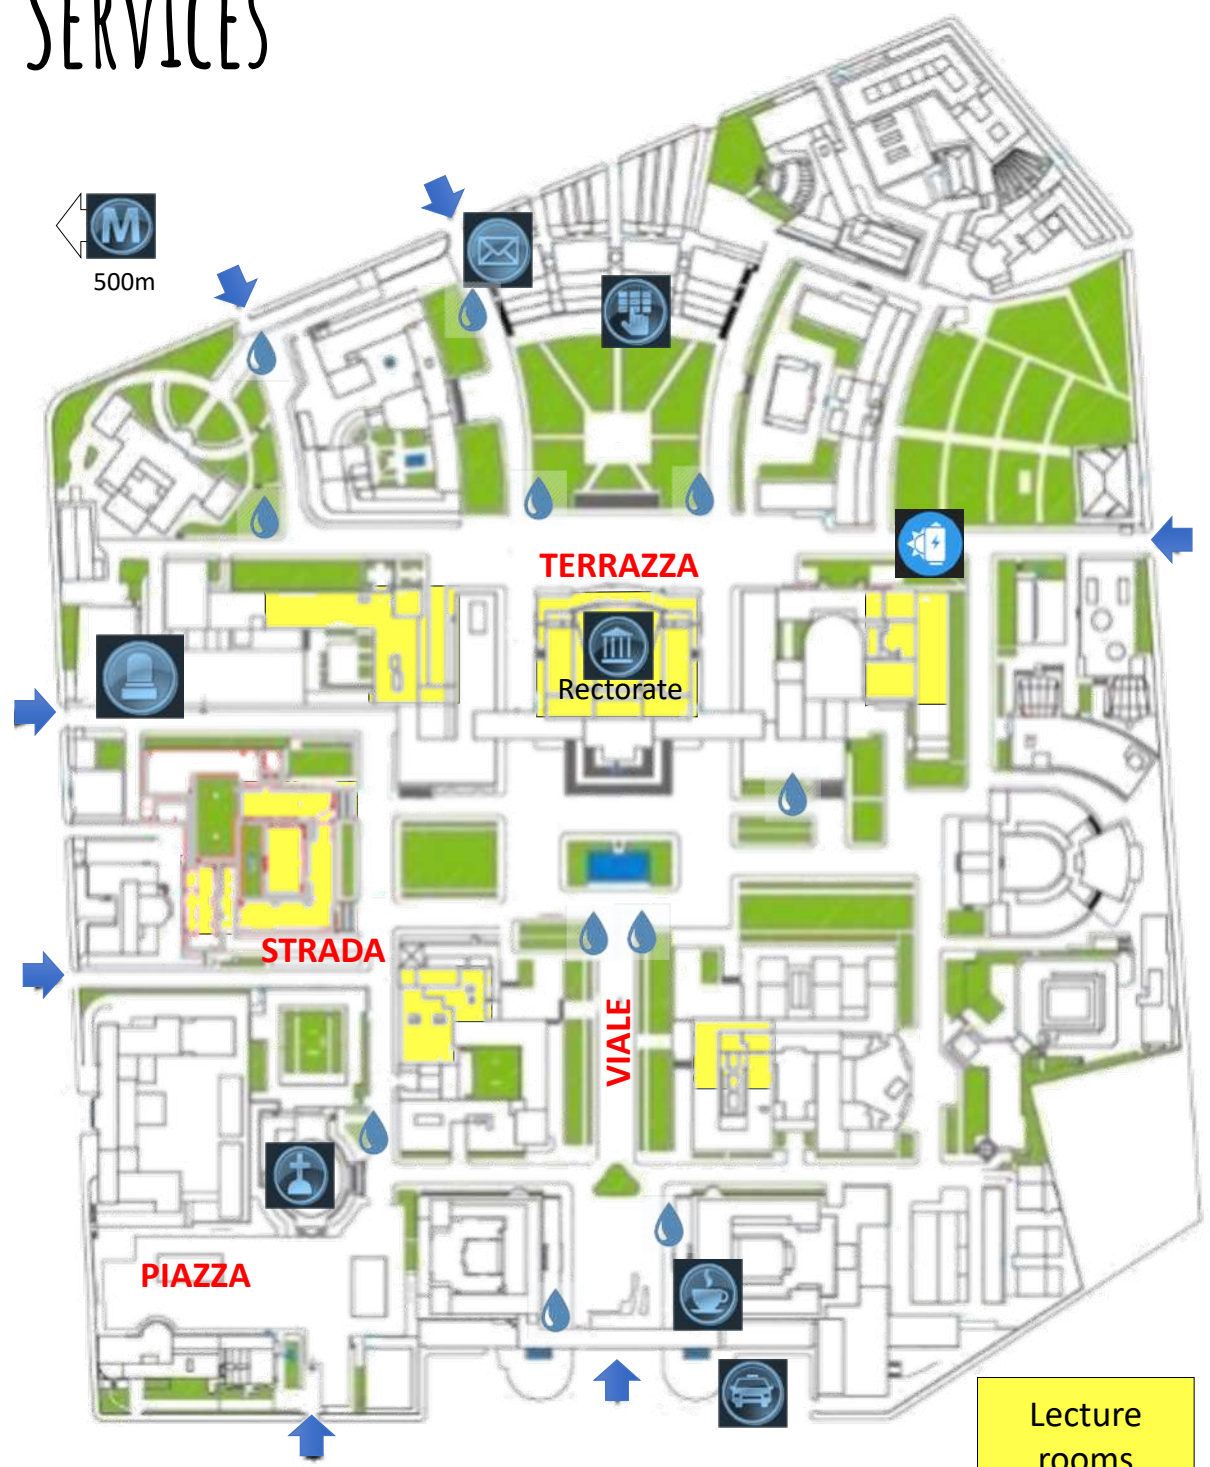 SERVICES
M
500m
TERRAZZA
Rectorate
STRADA
VIALE
PIAZZA
Lecture
rooms